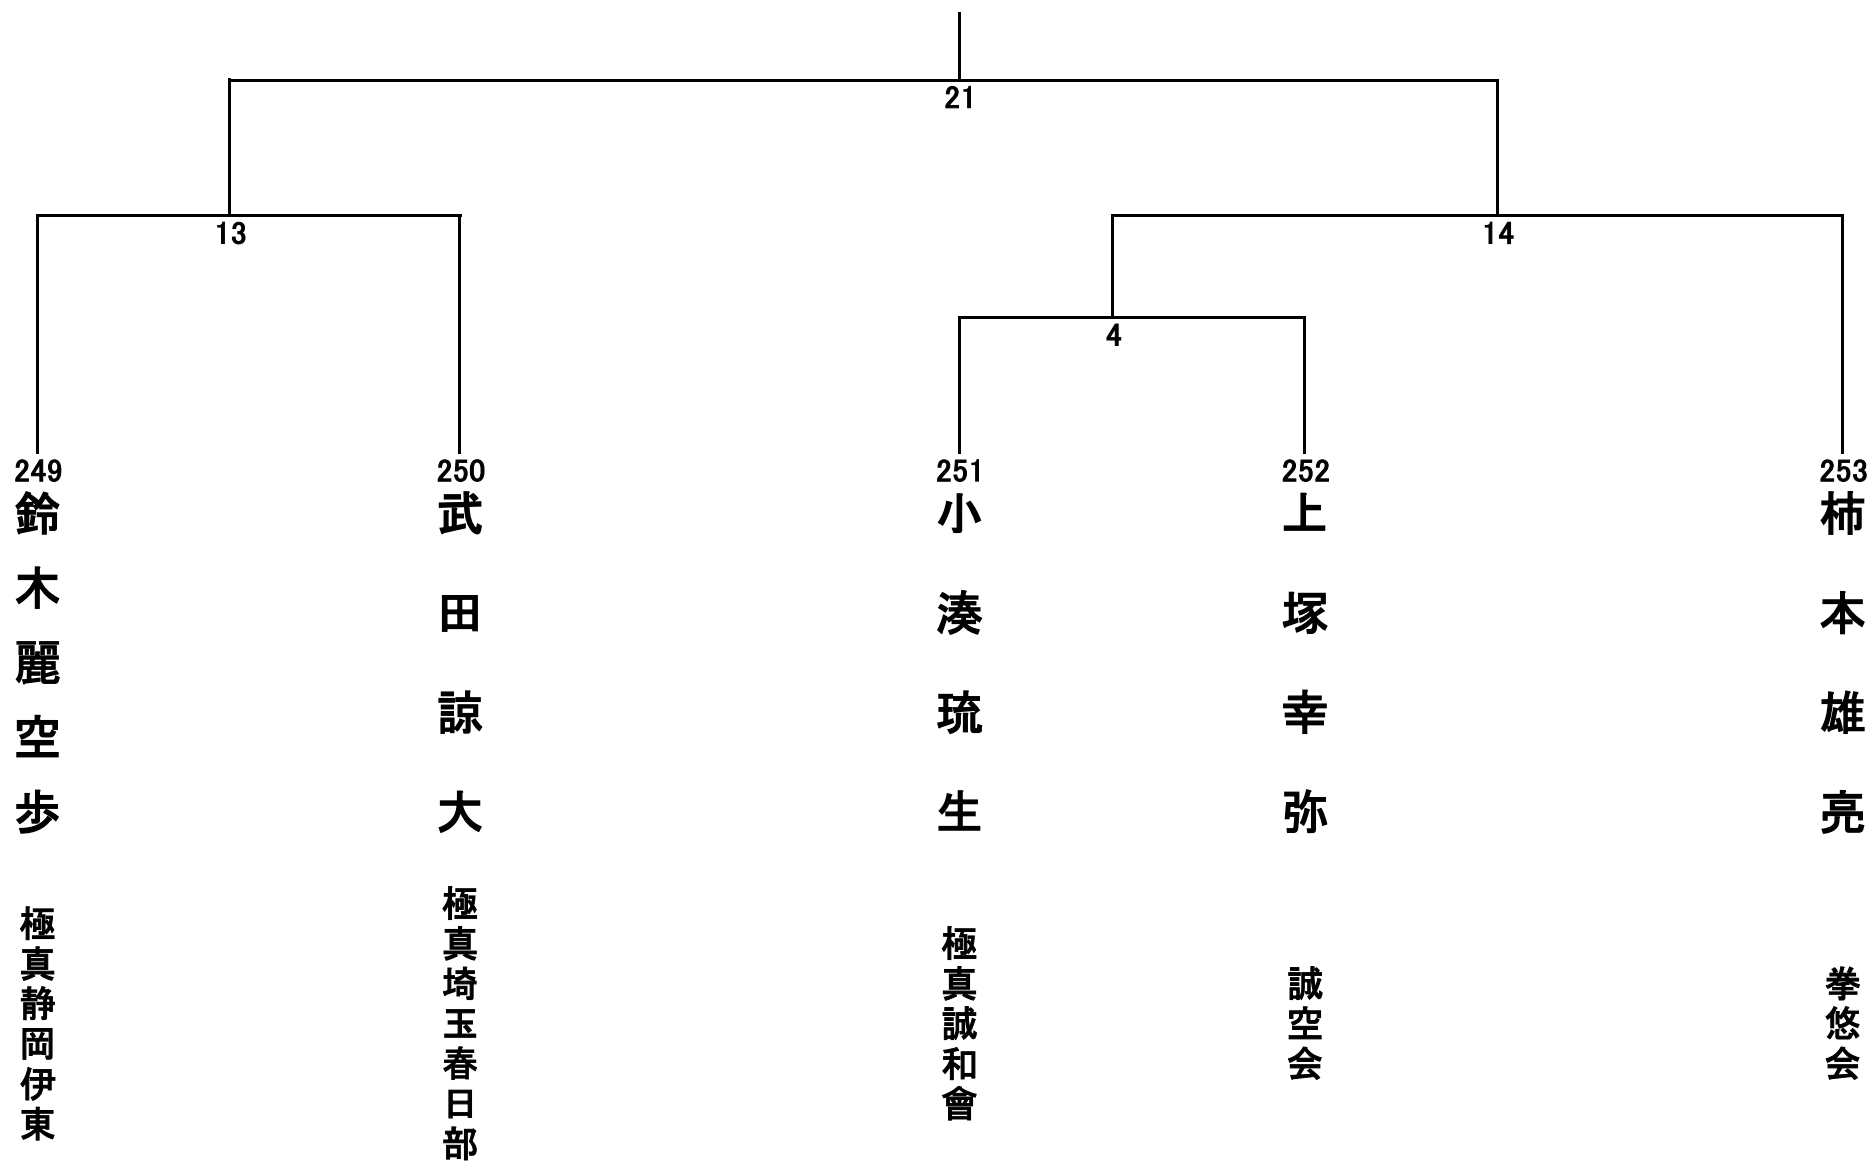 21
13
14
4
249
鈴木麗空歩
極真静岡伊東
250
武田諒大
極真埼玉春日部
251
小湊琉生
極真誠和會
252
上塚幸弥
誠空会
253
柿本雄亮
拳悠会